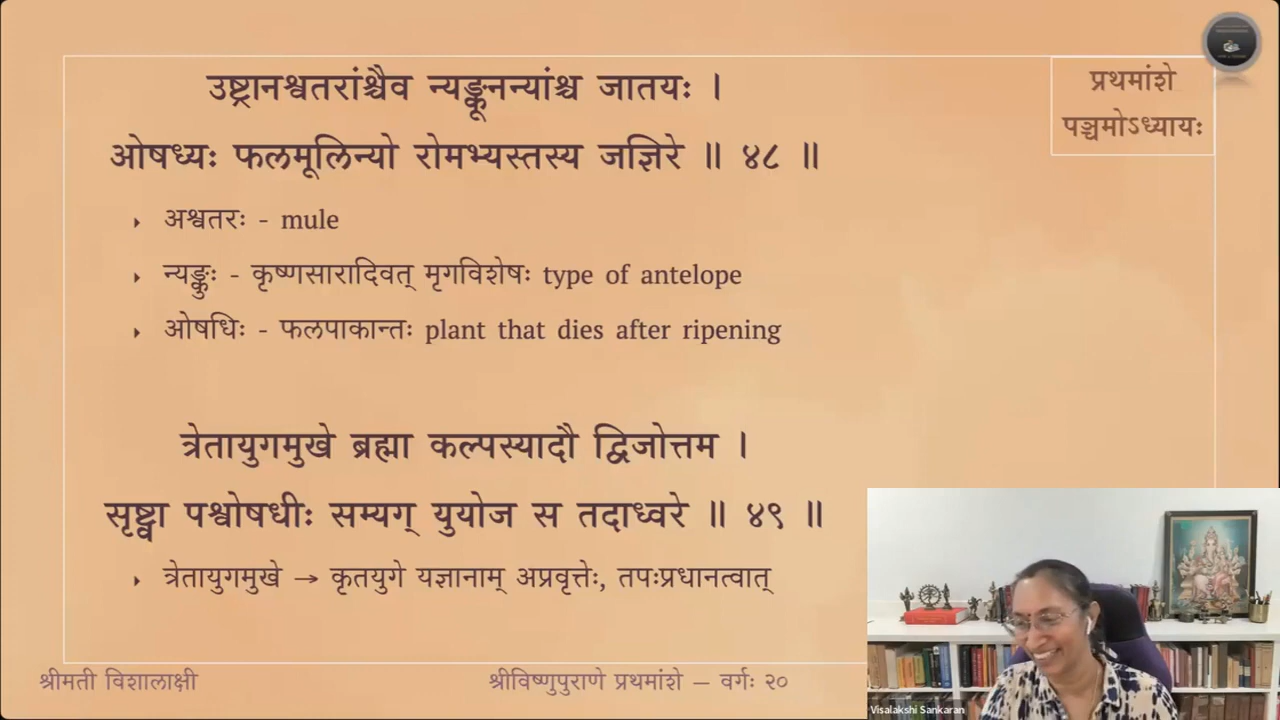 उष्ट्रानश्वतरांश्चैव न्यङ्कूनन्यांश्च जातयः ।
ओषध्यः फलमूलिन्यो रोमभ्यस्तस्य जज्ञिरे ॥ ४८ ॥
अश्वतरः - mule
न्यङ्कुः - कृष्णसारादिवत् मृगविशेषः type of antelope
ओषधिः - फलपाकान्तः plant that dies after ripening
त्रेतायुगमुखे ब्रह्मा कल्पस्यादौ द्विजोत्तम ।
सृष्ट्वा पश्वोषधीः सम्यग् युयोज स तदाध्वरे ॥ ४९ ॥
त्रेतायुगमुखे → कृतयुगे यज्ञानाम् अप्रवृत्तेः, तपःप्रधानत्वात्
प्रथमांशे
पञ्चमोऽध्यायः
श्रीमती विशालाक्षी
श्रीविष्णुपुराणे प्रथमांशे – वर्गः २०
Visalakshi Sankaran